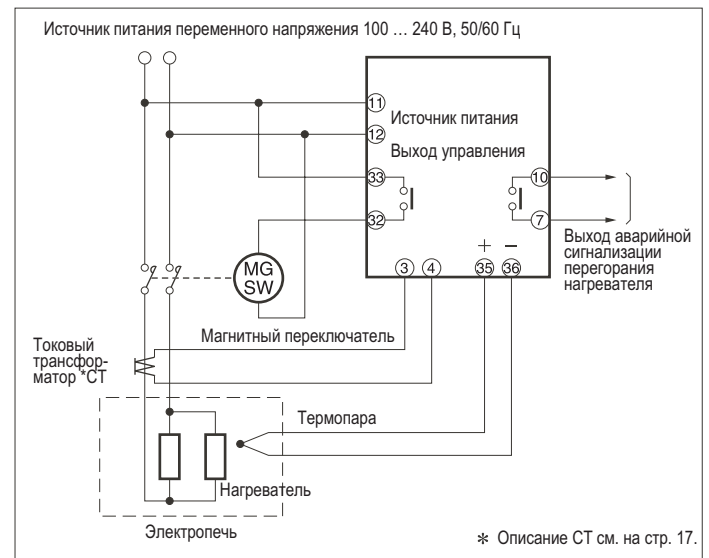 Источник питания переменного напряжения 100 … 240 В, 50/60 Гц
11
Источник питания
12
Выход управления
33
10
32
7
Выход аварийной
сигнализации
перегорания
нагревателя
+ −
3 4 35 36
MG
SW
Магнитный переключатель
Токовый
трансфор-
матор *CT
Термопара
Нагреватель
Электропечь
* Описание CT см. на стр. 17.